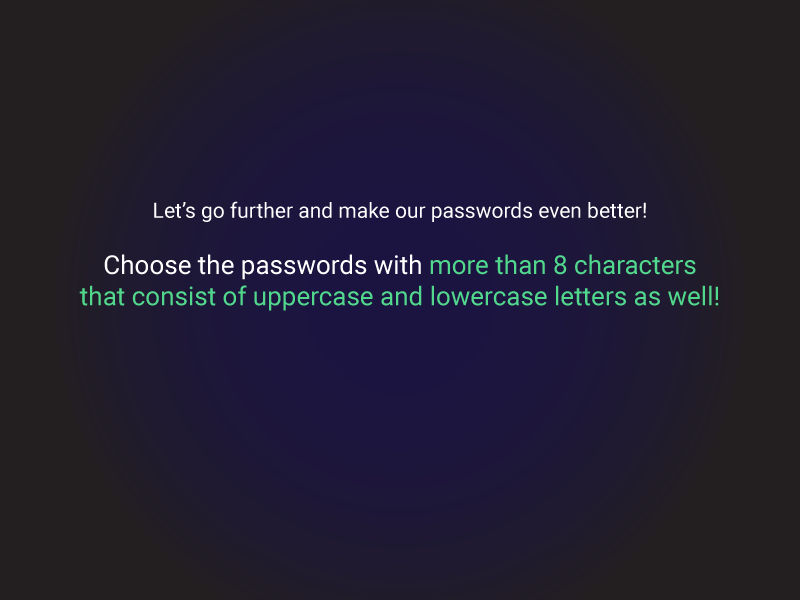 Let’s go further and make our passwords even better!
Choose the passwords with more than 8 characters
that consist of uppercase and lowercase letters as well!